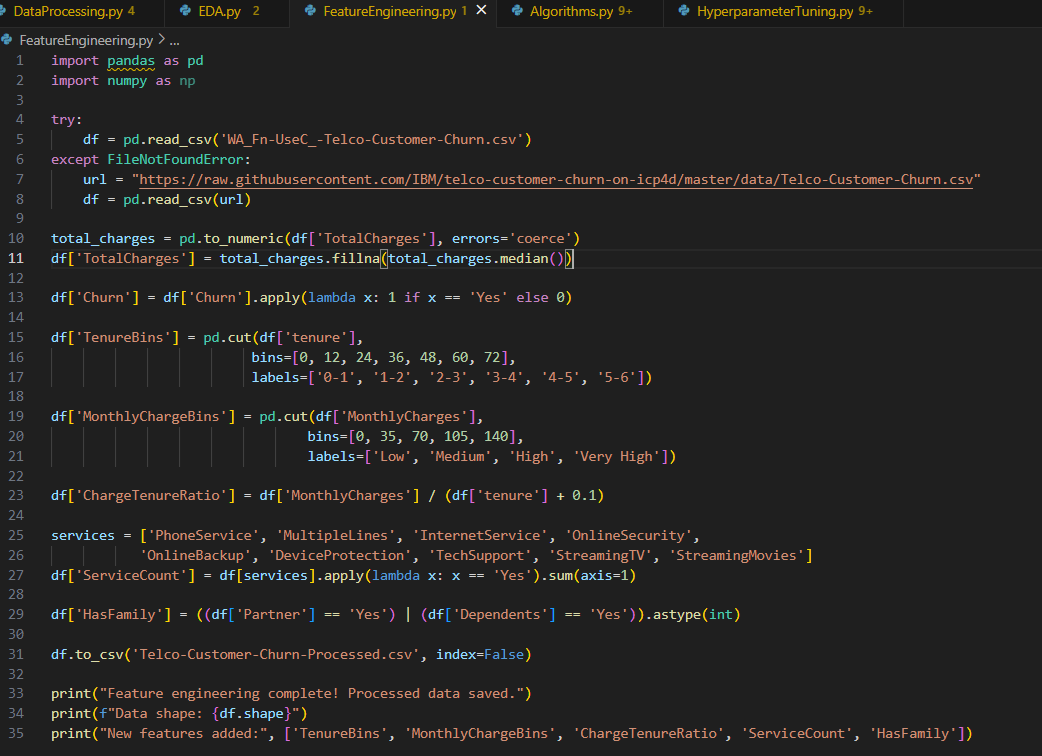 DataProcessing.py 4 EDA.py 2 FeatureEngineering.py 1 Algorithms.py 9+ HyperparameterTuning.py 9+
FeatureEngineering.py > ...
1 import pandas as pd
2 import numpy as np
3
4 try:
5     df = pd.read_csv('WA_Fn-UseC_-Telco-Customer-Churn.csv')
6 except FileNotFoundError:
7     url = "https://raw.githubusercontent.com/IBM/telco-customer-churn-on-icp4d/master/data/Telco-Customer-Churn.csv"
8     df = pd.read_csv(url)
9
10 total_charges = pd.to_numeric(df['TotalCharges'], errors='coerce')
11 df['TotalCharges'] = total_charges.fillna(total_charges.median())
12
13 df['Churn'] = df['Churn'].apply(lambda x: 1 if x == 'Yes' else 0)
14
15 df['TenureBins'] = pd.cut(df['tenure'],
16                          bins=[0, 12, 24, 36, 48, 60, 72],
17                          labels=['0-1', '1-2', '2-3', '3-4', '4-5', '5-6'])
18
19 df['MonthlyChargeBins'] = pd.cut(df['MonthlyCharges'],
20                                 bins=[0, 35, 70, 105, 140],
21                                 labels=['Low', 'Medium', 'High', 'Very High'])
22
23 df['ChargeTenureRatio'] = df['MonthlyCharges'] / (df['tenure'] + 0.1)
24
25 services = ['PhoneService', 'MultipleLines', 'InternetService', 'OnlineSecurity',
26            'OnlineBackup', 'DeviceProtection', 'TechSupport', 'StreamingTV', 'StreamingMovies']
27 df['ServiceCount'] = df[services].apply(lambda x: x == 'Yes').sum(axis=1)
28
29 df['HasFamily'] = ((df['Partner'] == 'Yes') | (df['Dependents'] == 'Yes')).astype(int)
30
31 df.to_csv('Telco-Customer-Churn-Processed.csv', index=False)
32
33 print("Feature engineering complete! Processed data saved.")
34 print(f"Data shape: {df.shape}")
35 print("New features added:", ['TenureBins', 'MonthlyChargeBins', 'ChargeTenureRatio', 'ServiceCount', 'HasFamily'])